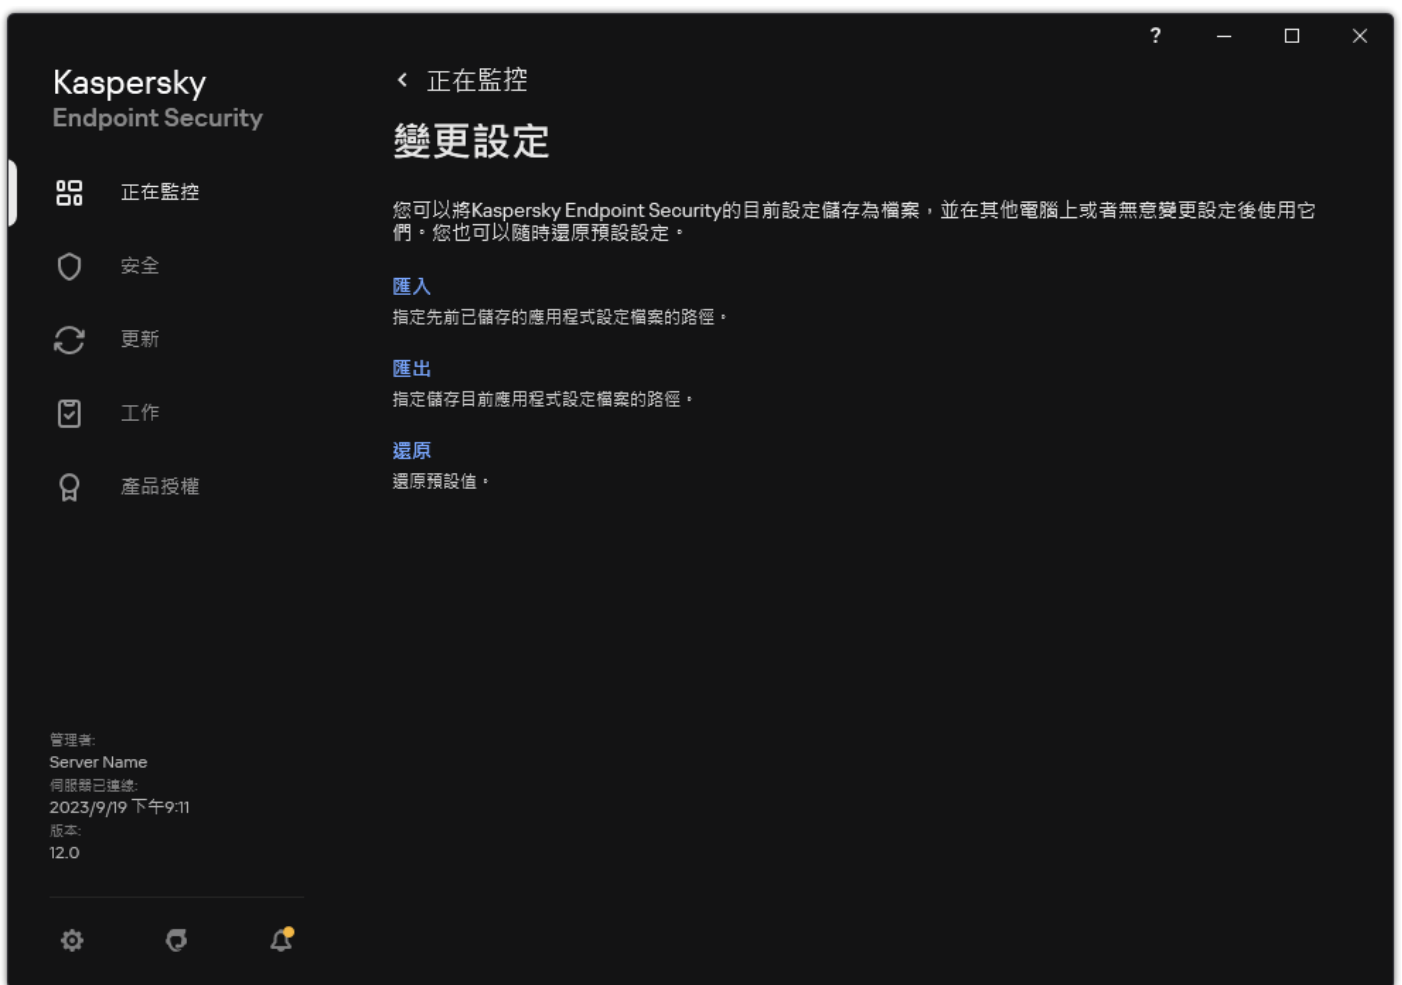 ?
Kaspersky
Endpoint Security
正在監控
安全
更新
工作
產品授權
管理者:
Server Name
伺服器已連線:
2023/9/19 下午9:11
版本:
12.0
正在監控
變更設定
您可以將Kaspersky Endpoint Security的目前設定儲存為檔案，並在其他電腦上或者無意變更設定後使用它
們。您也可以隨時還原預設設定。
匯入
指定先前已儲存的應用程式設定檔案的路徑。
匯出
指定儲存目前應用程式設定檔案的路徑。
還原
還原預設值。